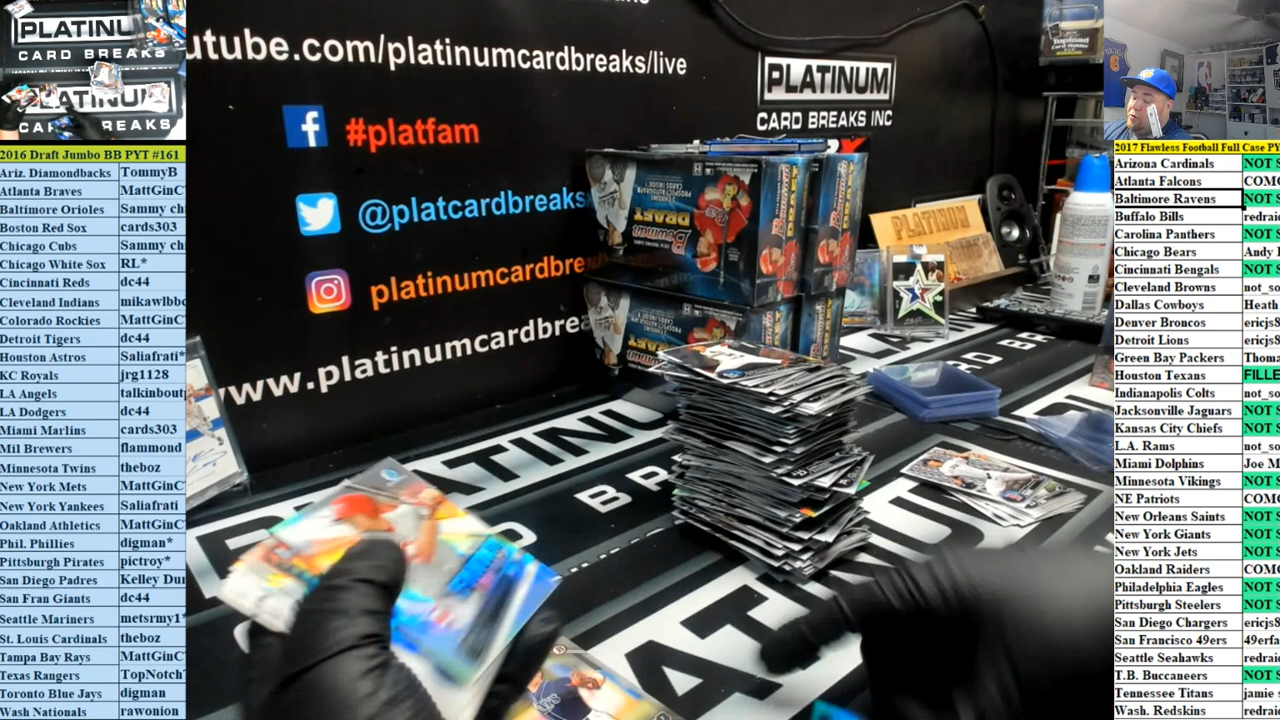 utube.com/platinumcardbreaks/live
#platfam
@platcardbreaks
platinumcardbre
www.platinumcardbrea
PLATINUM
CARD BREAKS INC
PLATINU
CARD BREAKS
PLATINUM
CARD BREAKS
2016 Draft Jumbo BB PYT #161
Ariz. Diamondbacks TommyB
Atlanta Braves MattGinC
Baltimore Orioles Sammy ch
Boston Red Sox cards303
Chicago Cubs Sammy ch
Chicago White Sox RL*
Cincinnati Reds dc44
Cleveland Indians mikawlbbc
Colorado Rockies MattGinC
Detroit Tigers dc44
Houston Astros Saliafrati*
KC Royals jrg1128
LA Angels talkinbout
LA Dodgers dc44
Miami Marlins cards303
Mil Brewers flammond
Minnesota Twins theboz
New York Mets MattGinC
New York Yankees Saliafrati
Oakland Athletics MattGinC
Phil. Phillies digman*
Pittsburgh Pirates pictroy*
San Diego Padres Kelley Dun
San Fran Giants dc44
Seattle Mariners metsrmy1*
St. Louis Cardinals theboz
Tampa Bay Rays MattGinC
Texas Rangers TopNotch
Toronto Blue Jays digman
Wash Nationals rawonion
Bowman
DRAFT
PLATINUM
Topload
PLATINU
2017 Flawless Football Full Case PY
Arizona Cardinals NOT S
Atlanta Falcons COMC
Baltimore Ravens NOT S
Buffalo Bills redraid
Carolina Panthers NOT S
Chicago Bears Andy
Cincinnati Bengals NOT S
Cleveland Browns not_so
Dallas Cowboys Heath
Denver Broncos ericjs8
Detroit Lions ericjs8
Green Bay Packers Thoma
Houston Texans FILLE
Indianapolis Colts not_so
Jacksonville Jaguars NOT S
Kansas City Chiefs NOT S
L.A. Rams not_so
Miami Dolphins Joe M
Minnesota Vikings NOT S
NE Patriots COMC
New Orleans Saints NOT S
New York Giants NOT S
New York Jets NOT S
Oakland Raiders COMC
Philadelphia Eagles NOT S
Pittsburgh Steelers NOT S
San Diego Chargers ericjs8
San Francisco 49ers 49erfa
Seattle Seahawks redraid
T.B. Buccaneers NOT S
Tennessee Titans jamie s
Wash. Redskins redraid